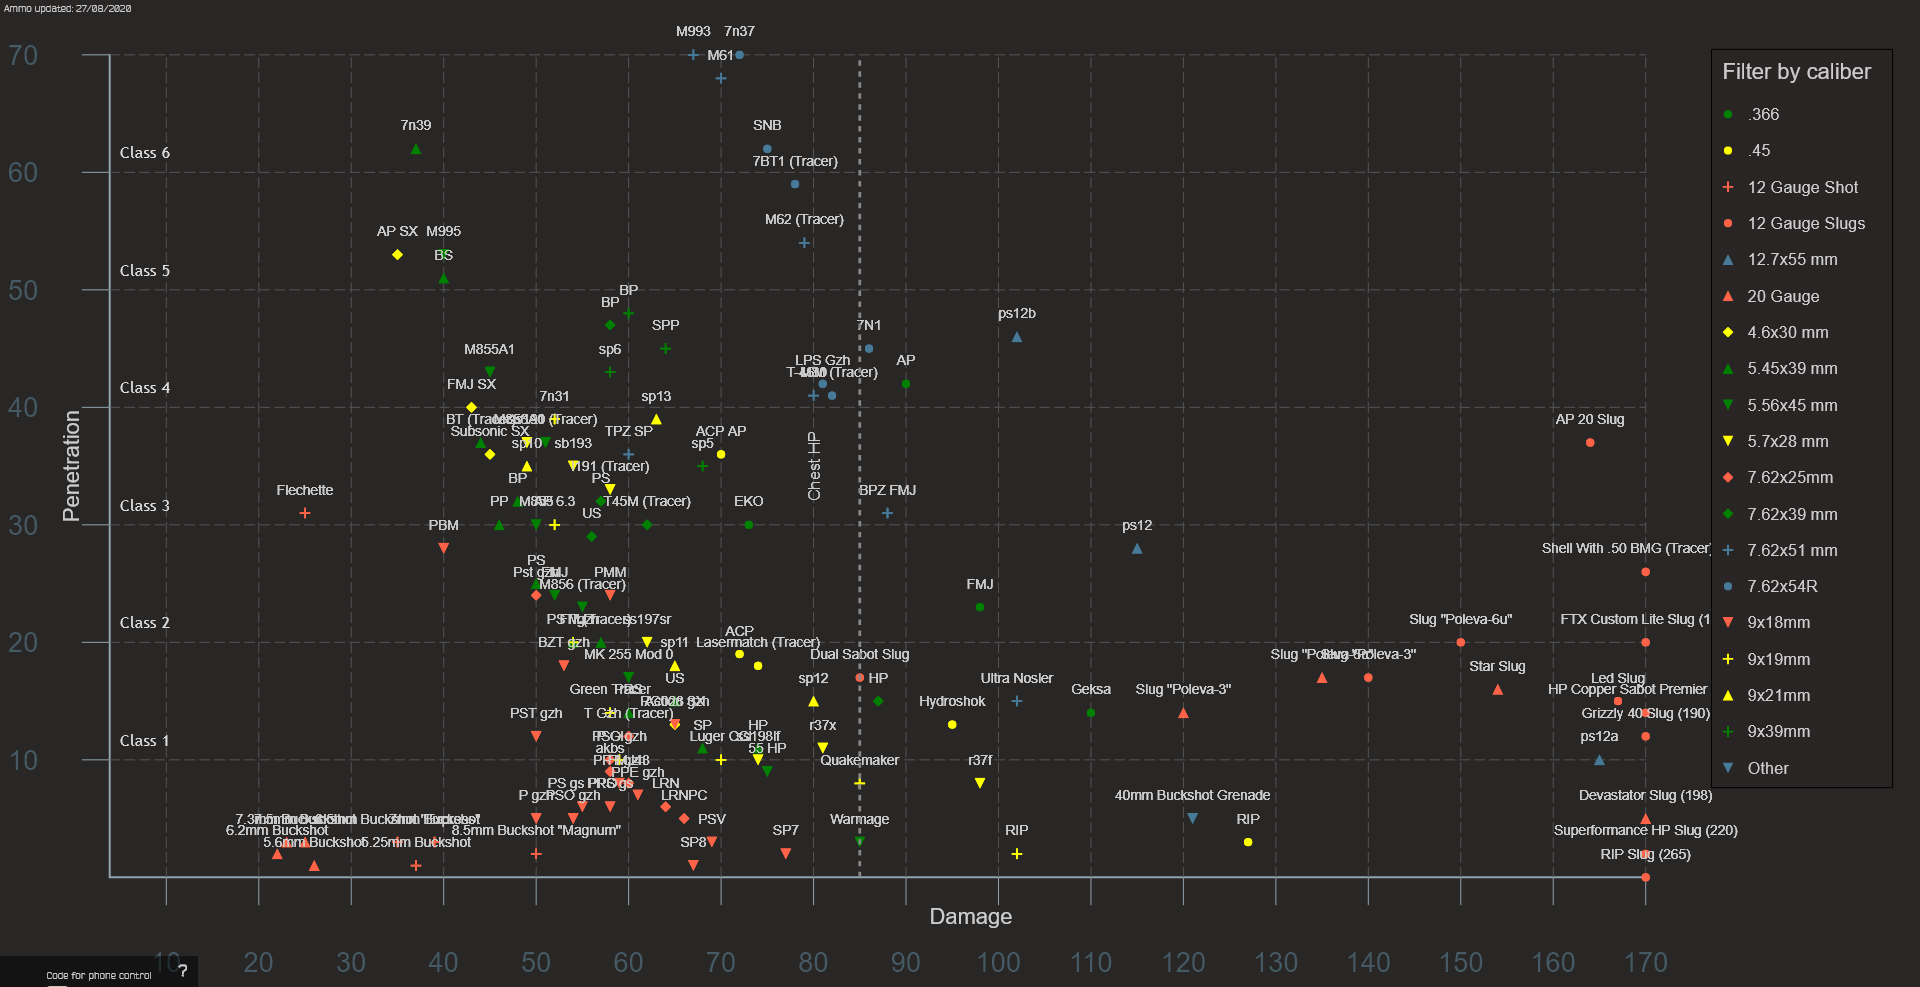 Ammo updated: 27/08/2020
M993
7n37
70
M61
Filter by caliber
.366
.45
12 Gauge Shot
12 Gauge Slugs
12.7x55 mm
20 Gauge
4.6x30 mm
5.45x39 mm
5.56x45 mm
5.7x28 mm
7.62x25mm
7.62x39 mm
7.62x51 mm
7.62x54R
9x18mm
9x19mm
9x21mm
9x39mm
Other
7n39
SNB
Class 6
7BT1 (Tracer)
60
M62 (Tracer)
AP SX
M995
BS
Class 5
50
BP
BP
SPP
7N1
ps12b
M855A1
sp6
LPS Gzh
AP
FMJ SX
Class 4
40
7n31
sp13
AP 20 Slug
Subsonic SX
TPZ SP
ACP AP
sp10
sb193
sp5
Chest HP
Penetration
BP
PS
Flechette
BPZ FMJ
Class 3
PP
T45M (Tracer)
EKO
US
30
PBM
ps12
Shell With .50 BMG (Tracer)
PS
FMJ
PMM
M856 (Tracer)
FMJ
Class 2
ss197sr
Slug "Poleva-6u"
FTX Custom Lite Slug (1
20
BZT gzh
sp11
ACP
Lasermatch (Tracer)
MK 255 Mod 0
Dual Sabot Slug
Star Slug
US
sp12
HP
Ultra Nosler
Geksa
Slug "Poleva-3"
Led Slug
HP Copper Sabot Premier
Hydroshok
PST gzh
SP
HP
r37x
Grizzly 40 Slug (190)
Class 1
ps12a
akbs
55 HP
Quakemaker
r37f
10
PPE gzh
LRN
P gzh
PSO gzh
LRNPC
40mm Buckshot Grenade
Devastator Slug (198)
PSV
Warmage
6.2mm Buckshot
8.5mm Buckshot "Magnum"
SP7
RIP
RIP
Superformance HP Slug (220)
5.6mm Buckshot
5.25mm Buckshot
SP8
RIP Slug (265)
Damage
10
20
30
40
50
60
70
80
90
100
110
120
130
140
150
160
170
Code for phone control
?